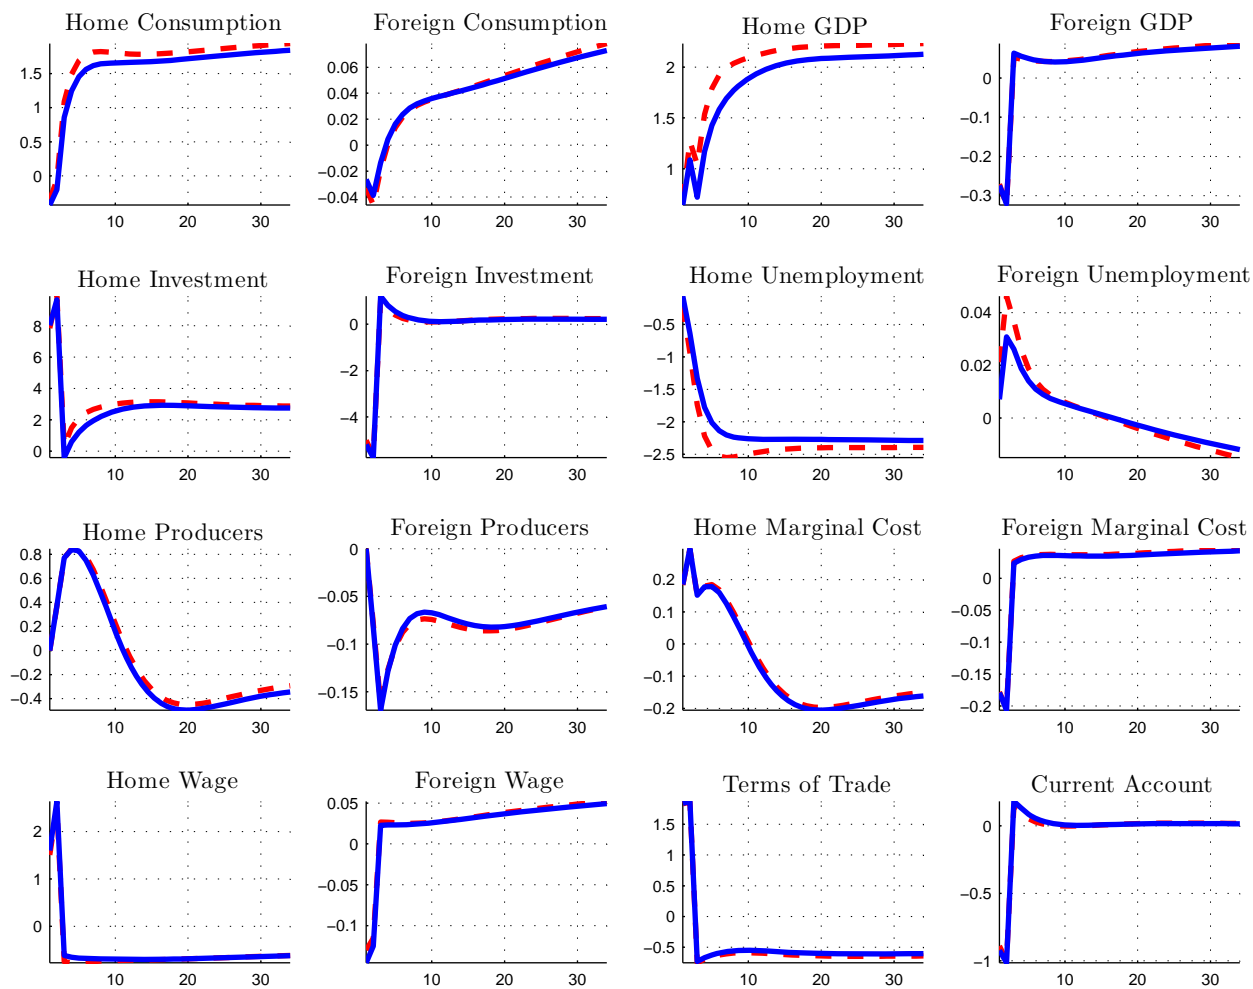 Home Consumption
Foreign Consumption
Home GDP
Foreign GDP
1.5
1
0.5
0
10 20 30
0.06
0.04
0.02
0
−0.02
−0.04
10 20 30
2
1.5
1
10 20 30
0
−0.1
−0.2
−0.3
10 20 30
Home Investment
Foreign Investment
Home Unemployment
Foreign Unemployment
8
6
4
2
0
10 20 30
0
−2
−4
10 20 30
−0.5
−1
−1.5
−2
−2.5
10 20 30
0.04
0.02
0
10 20 30
Home Producers
Foreign Producers
Home Marginal Cost
Foreign Marginal Cost
0.8
0.6
0.4
0.2
0
−0.2
−0.4
10 20 30
0
−0.05
−0.1
−0.15
10 20 30
0.2
0.1
0
−0.1
−0.2
10 20 30
0
−0.05
−0.1
−0.15
−0.2
10 20 30
Home Wage
Foreign Wage
Terms of Trade
Current Account
2
1
0
10 20 30
0.05
0
−0.05
−0.1
10 20 30
1.5
1
0.5
0
−0.5
10 20 30
0
−0.5
−1
10 20 30